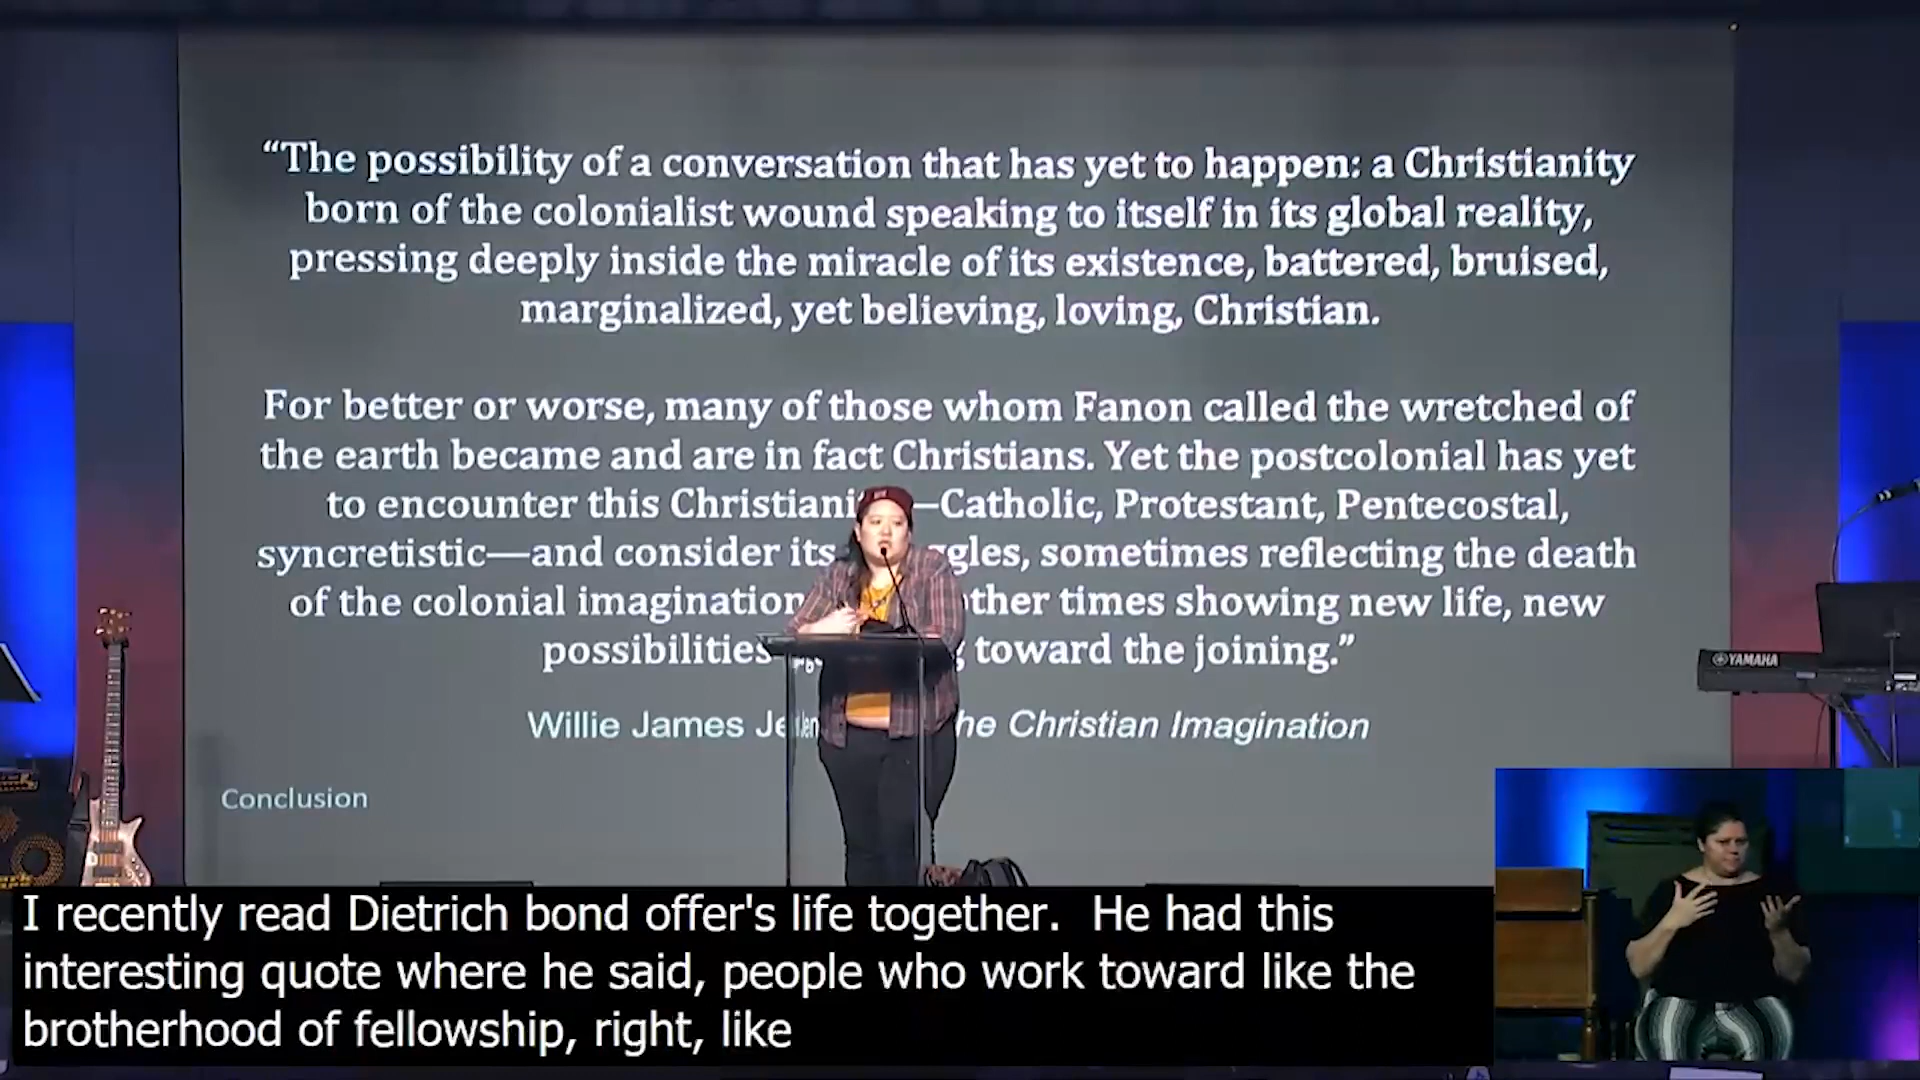 “The possibility of a conversation that has yet to happen: a Christianity
born of the colonialist wound speaking to itself in its global reality,
pressing deeply inside the miracle of its existence, battered, bruised,
marginalized, yet believing, loving, Christian.
For better or worse, many of those whom Fanon called the wretched of
the earth became and are in fact Christians. Yet the postcolonial has yet
to encounter this Christiani —Catholic, Protestant, Pentecostal,
syncretistic—and consider its ggles, sometimes reflecting the death
of the colonial imagination ther times showing new life, new
possibilities toward the joining.”
Willie James Je he Christian Imagination
Conclusion
YAMAHA
I recently read Dietrich bond offer's life together. He had this
interesting quote where he said, people who work toward like the
brotherhood of fellowship, right, like